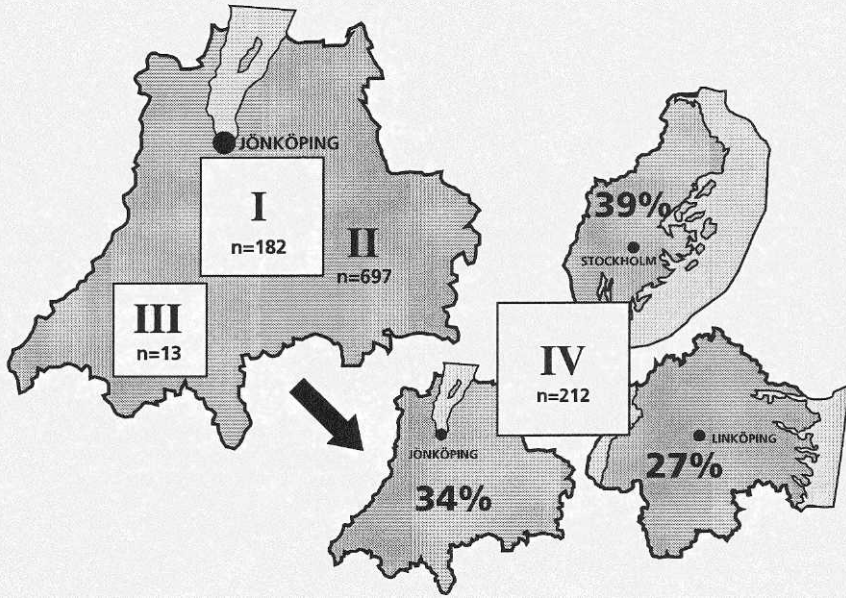 JÖNKÖPING
I
n=182
II
n=697
III
n=13
39%
STOCKHOLM
IV
n=212
JÖNKÖPING
34%
LINKÖPING
27%